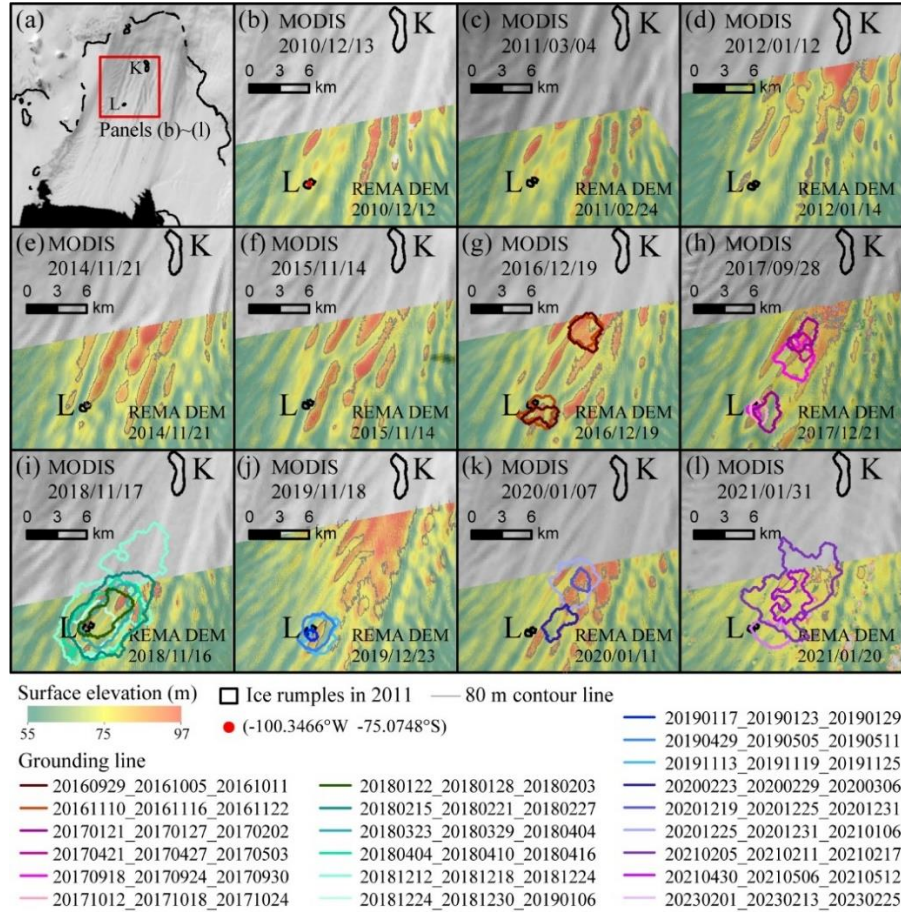 (a)
K
L
Panels (b)~(l)
(b) MODIS K
2010/12/13
0 3 6
km
L
REMA DEM
2010/12/12
(c) MODIS K
2011/03/04
0 3 6
km
L
REMA DEM
2011/02/24
(d) MODIS K
2012/01/12
0 3 6
km
L
REMA DEM
2012/01/14
(e) MODIS K
2014/11/21
0 3 6
km
L
REMA DEM
2014/11/21
(f) MODIS K
2015/11/14
0 3 6
km
L
REMA DEM
2015/11/14
(g) MODIS K
2016/12/19
0 3 6
km
L
REMA DEM
2016/12/19
(h) MODIS K
2017/09/28
0 3 6
km
L
REMA DEM
2017/12/21
(i) MODIS K
2018/11/17
0 3 6
km
L
REMA DEM
2018/11/16
(j) MODIS K
2019/11/18
0 3 6
km
L
REMA DEM
2019/12/23
(k) MODIS K
2020/01/07
0 3 6
km
L
REMA DEM
2020/01/11
(l) MODIS K
2021/01/31
0 3 6
km
L
REMA DEM
2021/01/20
Surface elevation (m)
55 75 97
Ice rumples in 2011
80 m contour line
(-100.3466°W -75.0748°S)
Grounding line
20160929_20161005_20161011
20161110_20161116_20161122
20170121_20170127_20170202
20170421_20170427_20170503
20170918_20170924_20170930
20171012_20171018_20171024
20180122_20180128_20180203
20180215_20180221_20180227
20180323_20180329_20180404
20180404_20180410_20180416
20181212_20181218_20181224
20181224_20181230_20190106
20190117_20190123_20190129
20190429_20190505_20190511
20191113_20191119_20191125
20200223_20200229_20200306
20201219_20201225_20201231
20201225_20201231_20210106
20210205_20210211_20210217
20210430_20210506_20210512
20230201_20230213_20230225